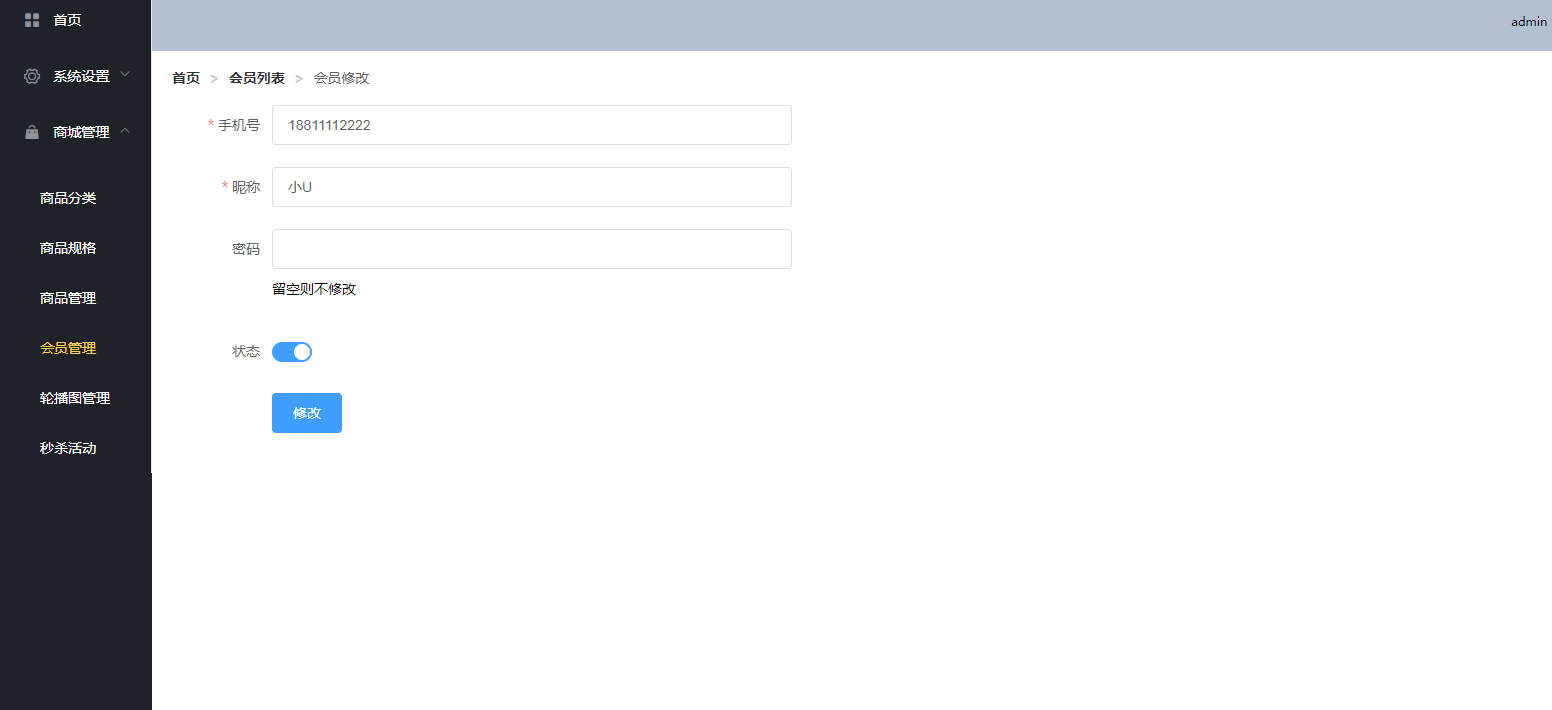 首页
系统设置
商城管理
商品分类
商品规格
商品管理
会员管理
轮播图管理
秒杀活动
admin
首页 > 会员列表 > 会员修改
* 手机号 18811112222
* 昵称 小U
密码
留空则不修改
状态
修改